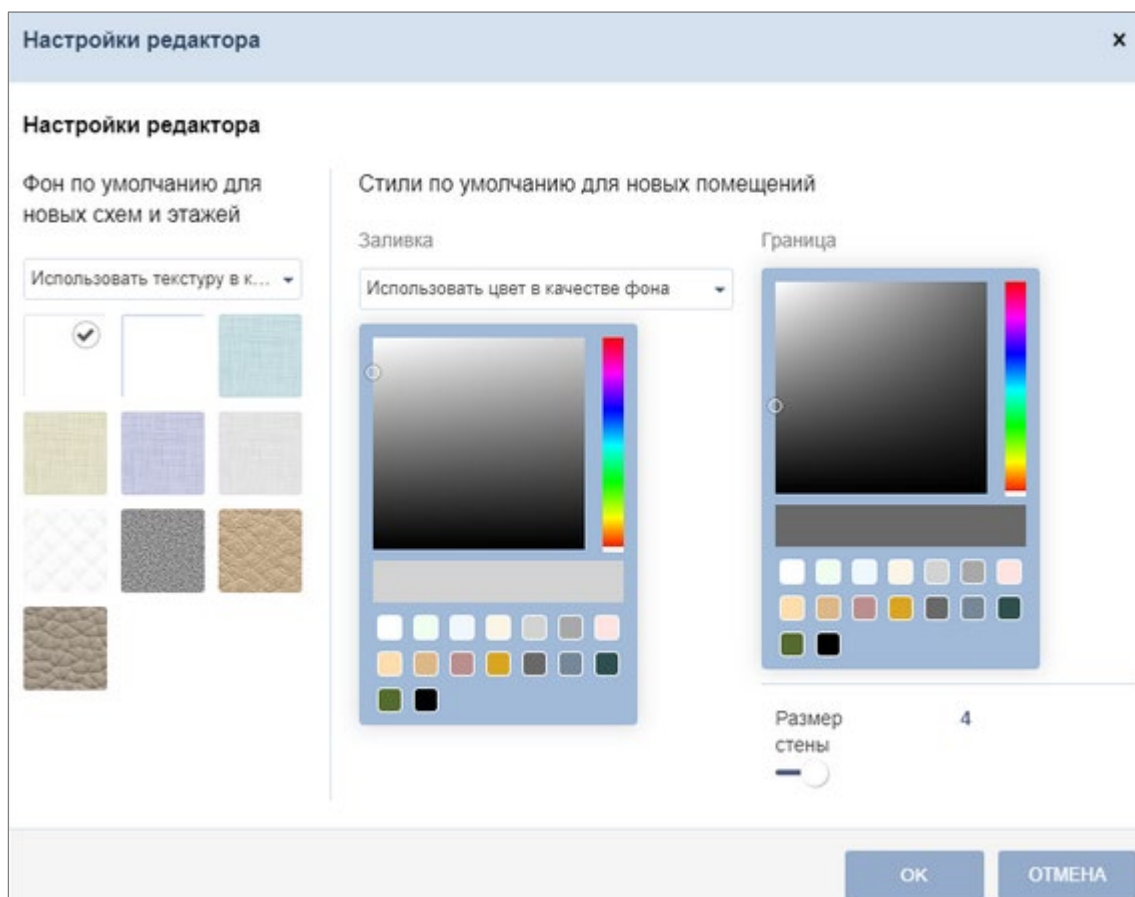 Настройки редактора
x
Настройки редактора
Фон по умолчанию для
новых схем и этажей
Использовать текстуру в к...
Стили по умолчанию для новых помещений
Заливка
Использовать цвет в качестве фона
Граница
Размер
стены
4
ОК
ОТМЕНА